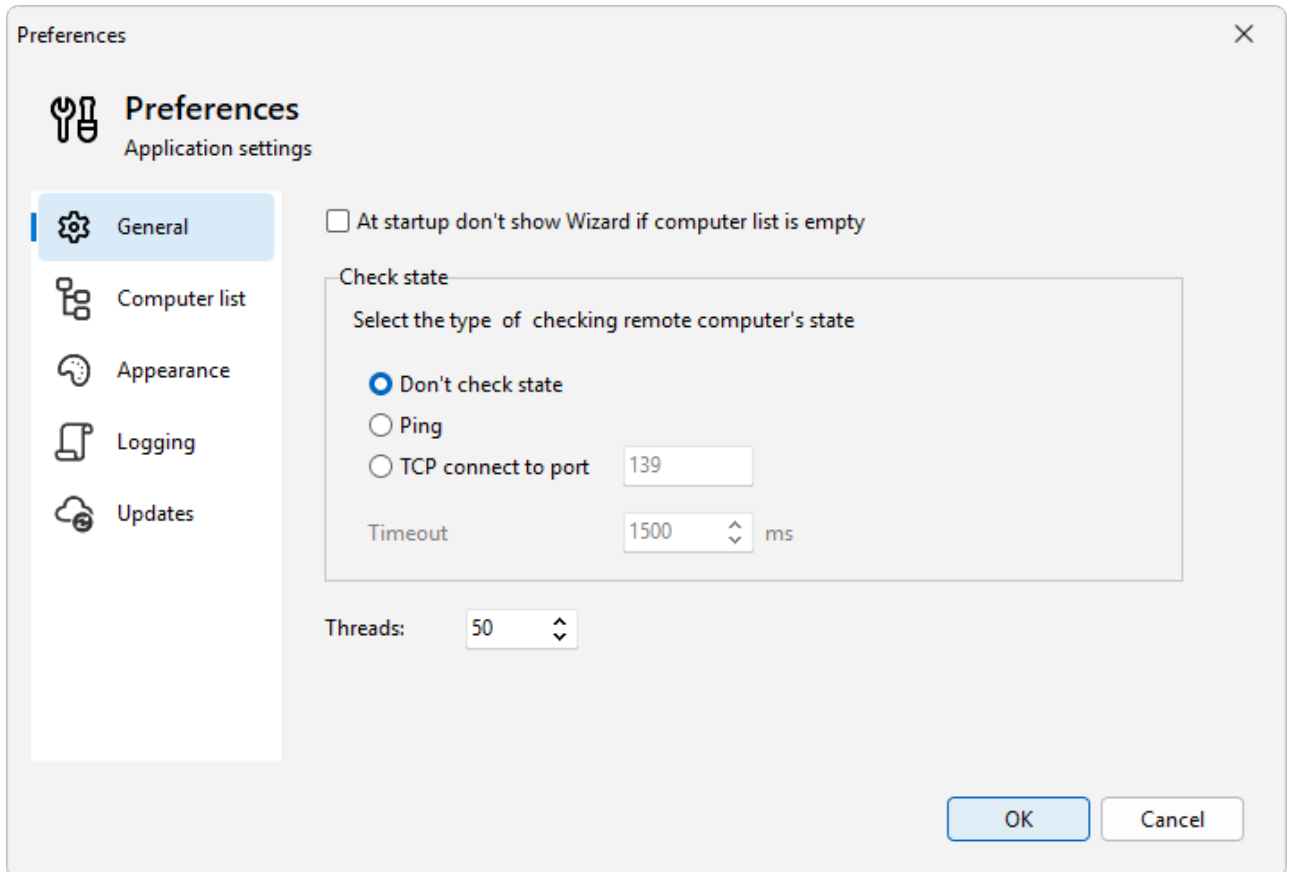 Preferences
Preferences
Application settings
General
Computer list
Appearance
Logging
Updates
At startup don't show Wizard if computer list is empty
Check state
Select the type of checking remote computer's state
Don't check state
Ping
TCP connect to port 139
Timeout 1500 ms
Threads: 50
OK Cancel